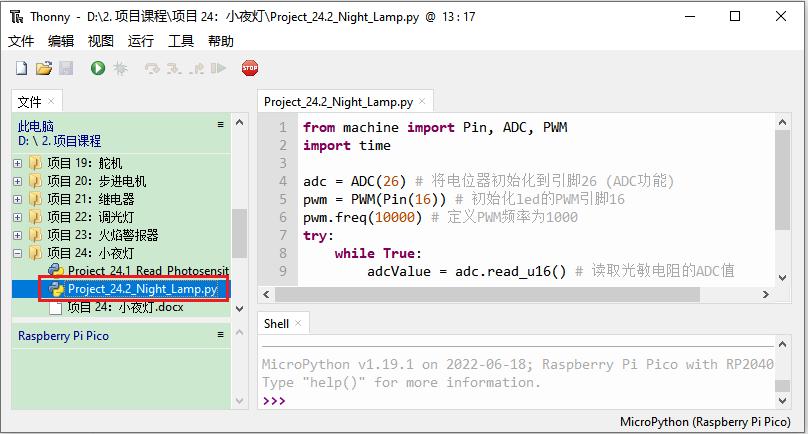 Thonny - D:\2. 项目课程\项目 24：小夜灯\Project_24.2_Night_Lamp.py @ 13 : 17
文件 编辑 视图 运行 工具 帮助
STOP
文件 ×
此电脑
D: \ 2. 项目课程
项目 19：舵机
项目 20：步进电机
项目 21：继电器
项目 22：调光灯
项目 23：火焰警报器
项目 24：小夜灯
Project_24.1_Read_Photosensit
Project_24.2_Night_Lamp.py
项目 24：小夜灯.docx
Raspberry Pi Pico
Project_24.2_Night_Lamp.py ×
1 from machine import Pin, ADC, PWM
2 import time
3
4 adc = ADC(26) # 将电位器初始化到引脚26 (ADC功能)
5 pwm = PWM(Pin(16)) # 初始化led的PWM引脚16
6 pwm.freq(10000) # 定义PWM频率为1000
7 try:
8     while True:
9         adcValue = adc.read_u16() # 读取光敏电阻的ADC值
Shell ×
MicroPython v1.19.1 on 2022-06-18; Raspberry Pi Pico with RP2040
Type "help()" for more information.
>>>
MicroPython (Raspberry Pi Pico)